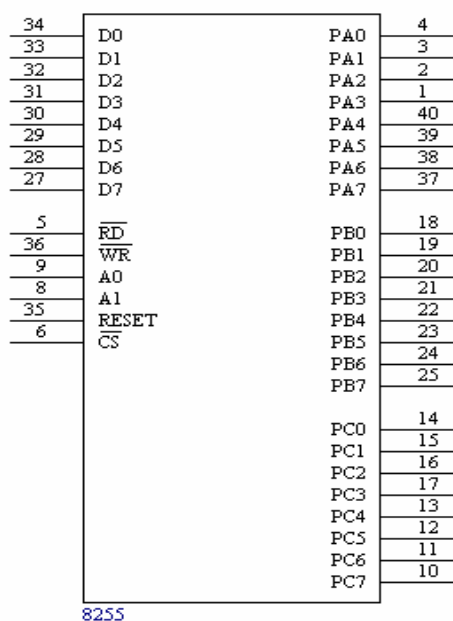 34 D0 PA0 4
33 D1 PA1 3
32 D2 PA2 2
31 D3 PA3 1
30 D4 PA4 40
29 D5 PA5 39
28 D6 PA6 38
27 D7 PA7 37
5 RD PB0 18
36 WR PB1 19
9 A0 PB2 20
8 A1 PB3 21
35 RESET PB4 22
6 CS PB5 23
PB6 24
PB7 25
PC0 14
PC1 15
PC2 16
PC3 17
PC4 13
PC5 12
PC6 11
PC7 10
8255